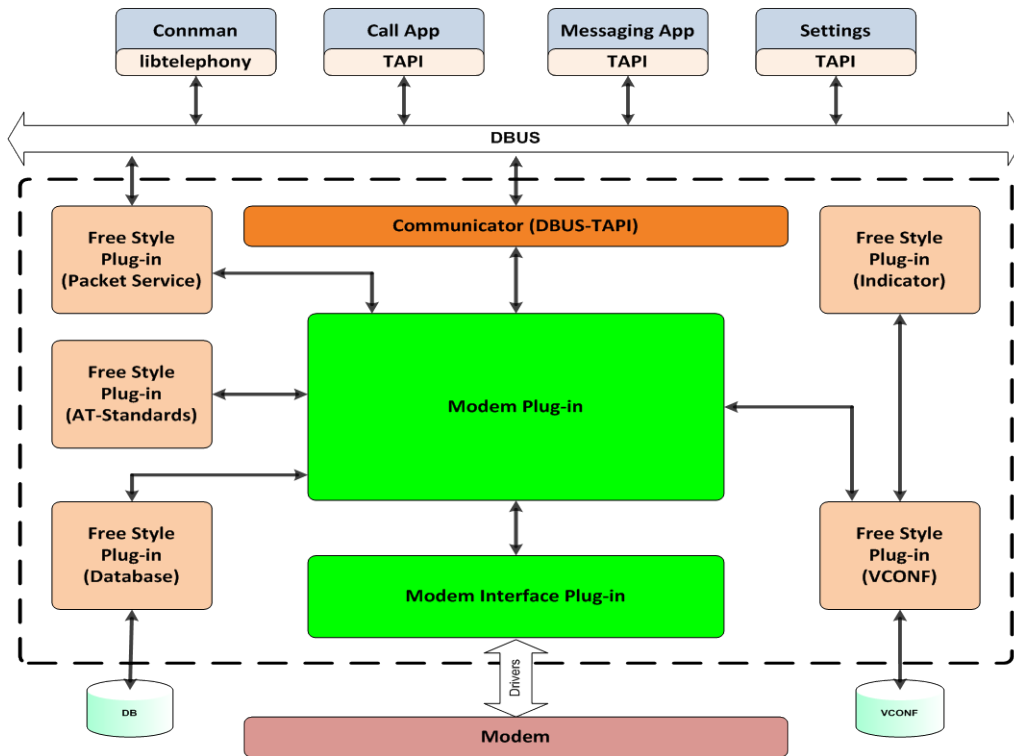 Connman
libtelephony
Call App
TAPI
Messaging App
TAPI
Settings
TAPI
DBUS
Free Style
Plug-in
(Packet Service)
Communicator (DBUS-TAPI)
Free Style
Plug-in
(Indicator)
Free Style
Plug-in
(AT-Standards)
Modem Plug-in
Free Style
Plug-in
(Database)
Modem Interface Plug-in
Free Style
Plug-in
(VCONF)
Drivers
DB
VCONF
Modem